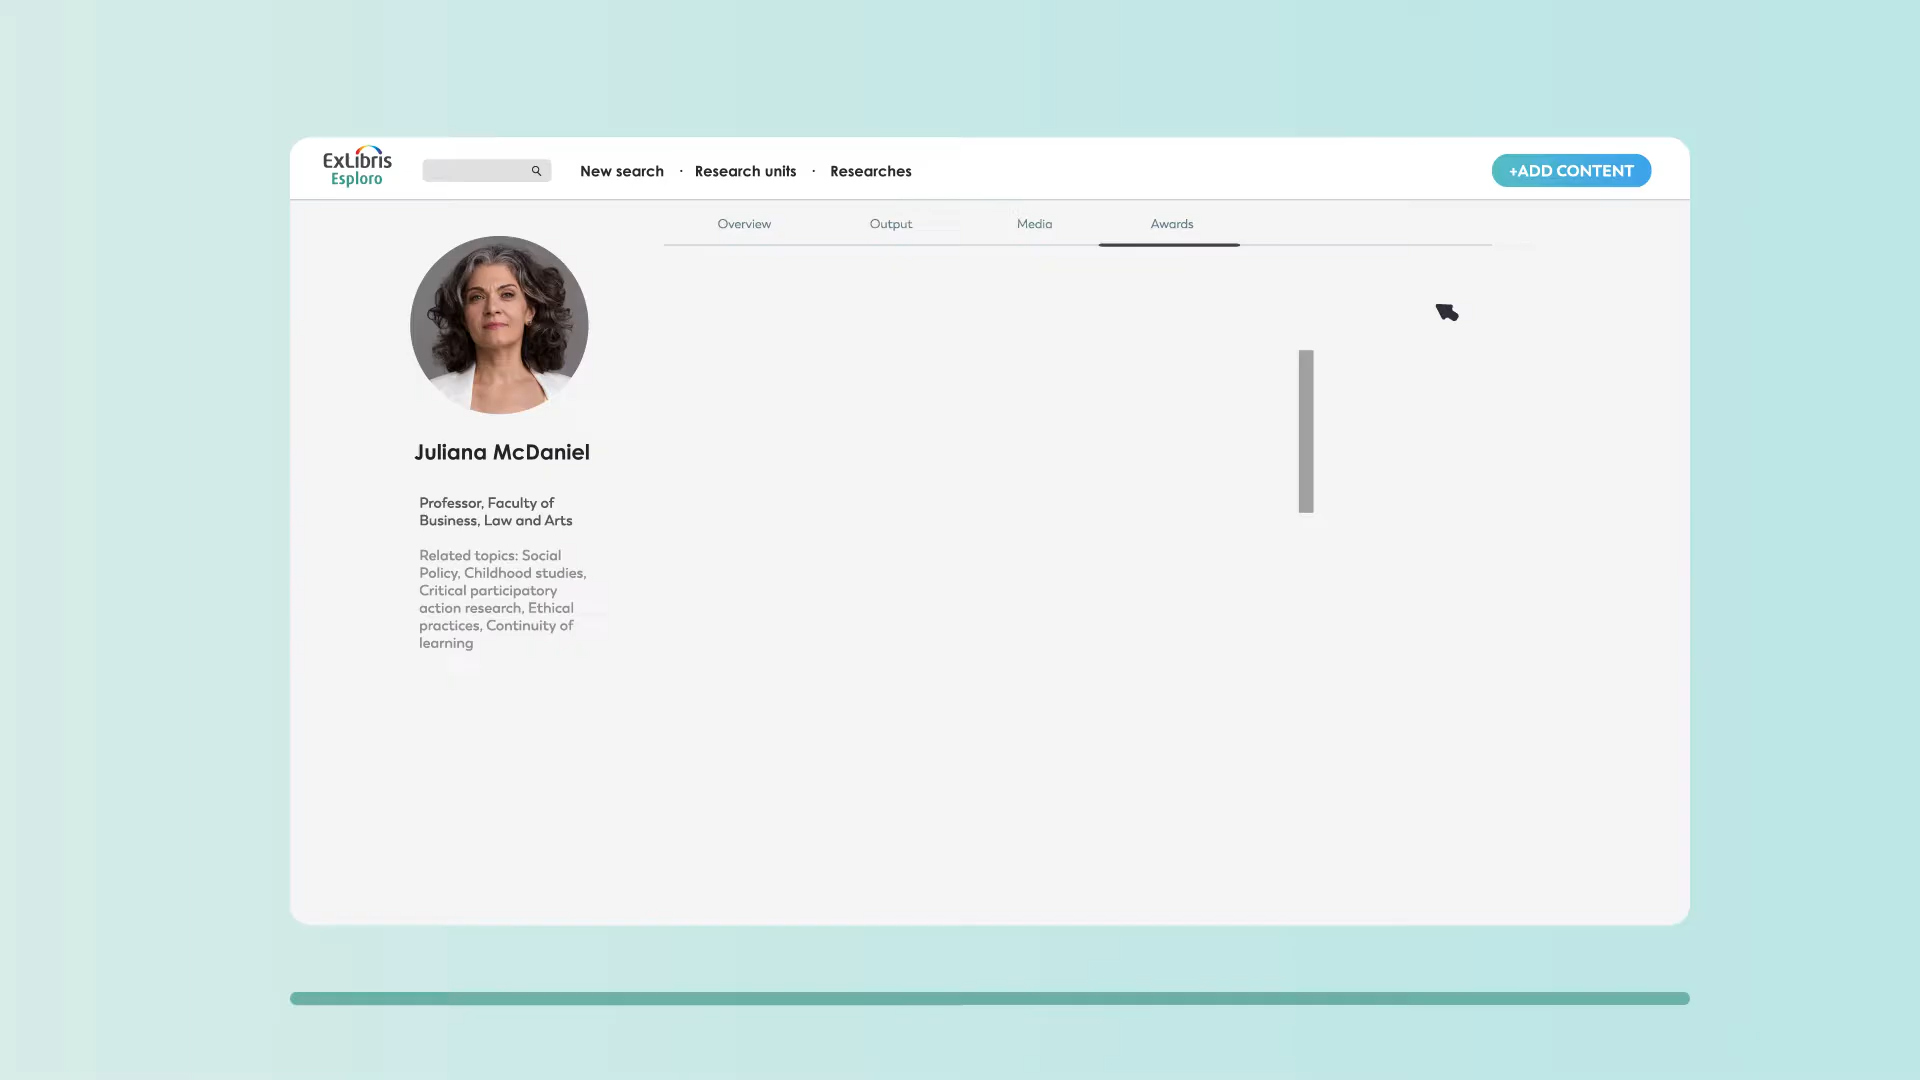 ExLibris
Esploro
New search · Research units · Researches
+ADD CONTENT
Overview
Output
Media
Awards
Juliana McDaniel
Professor, Faculty of
Business, Law and Arts
Related topics: Social
Policy, Childhood studies,
Critical participatory
action research, Ethical
practices, Continuity of
learning